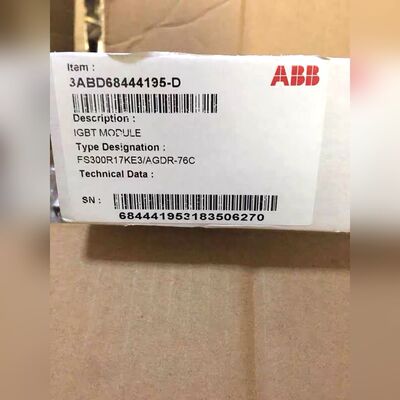 Item :
3ABD68444195-D
ABB
Description :
IGBT MODULE
Type Designation :
FS300R17KE3/AGDR-76C
Technical Data :
SN :
684441953183506270